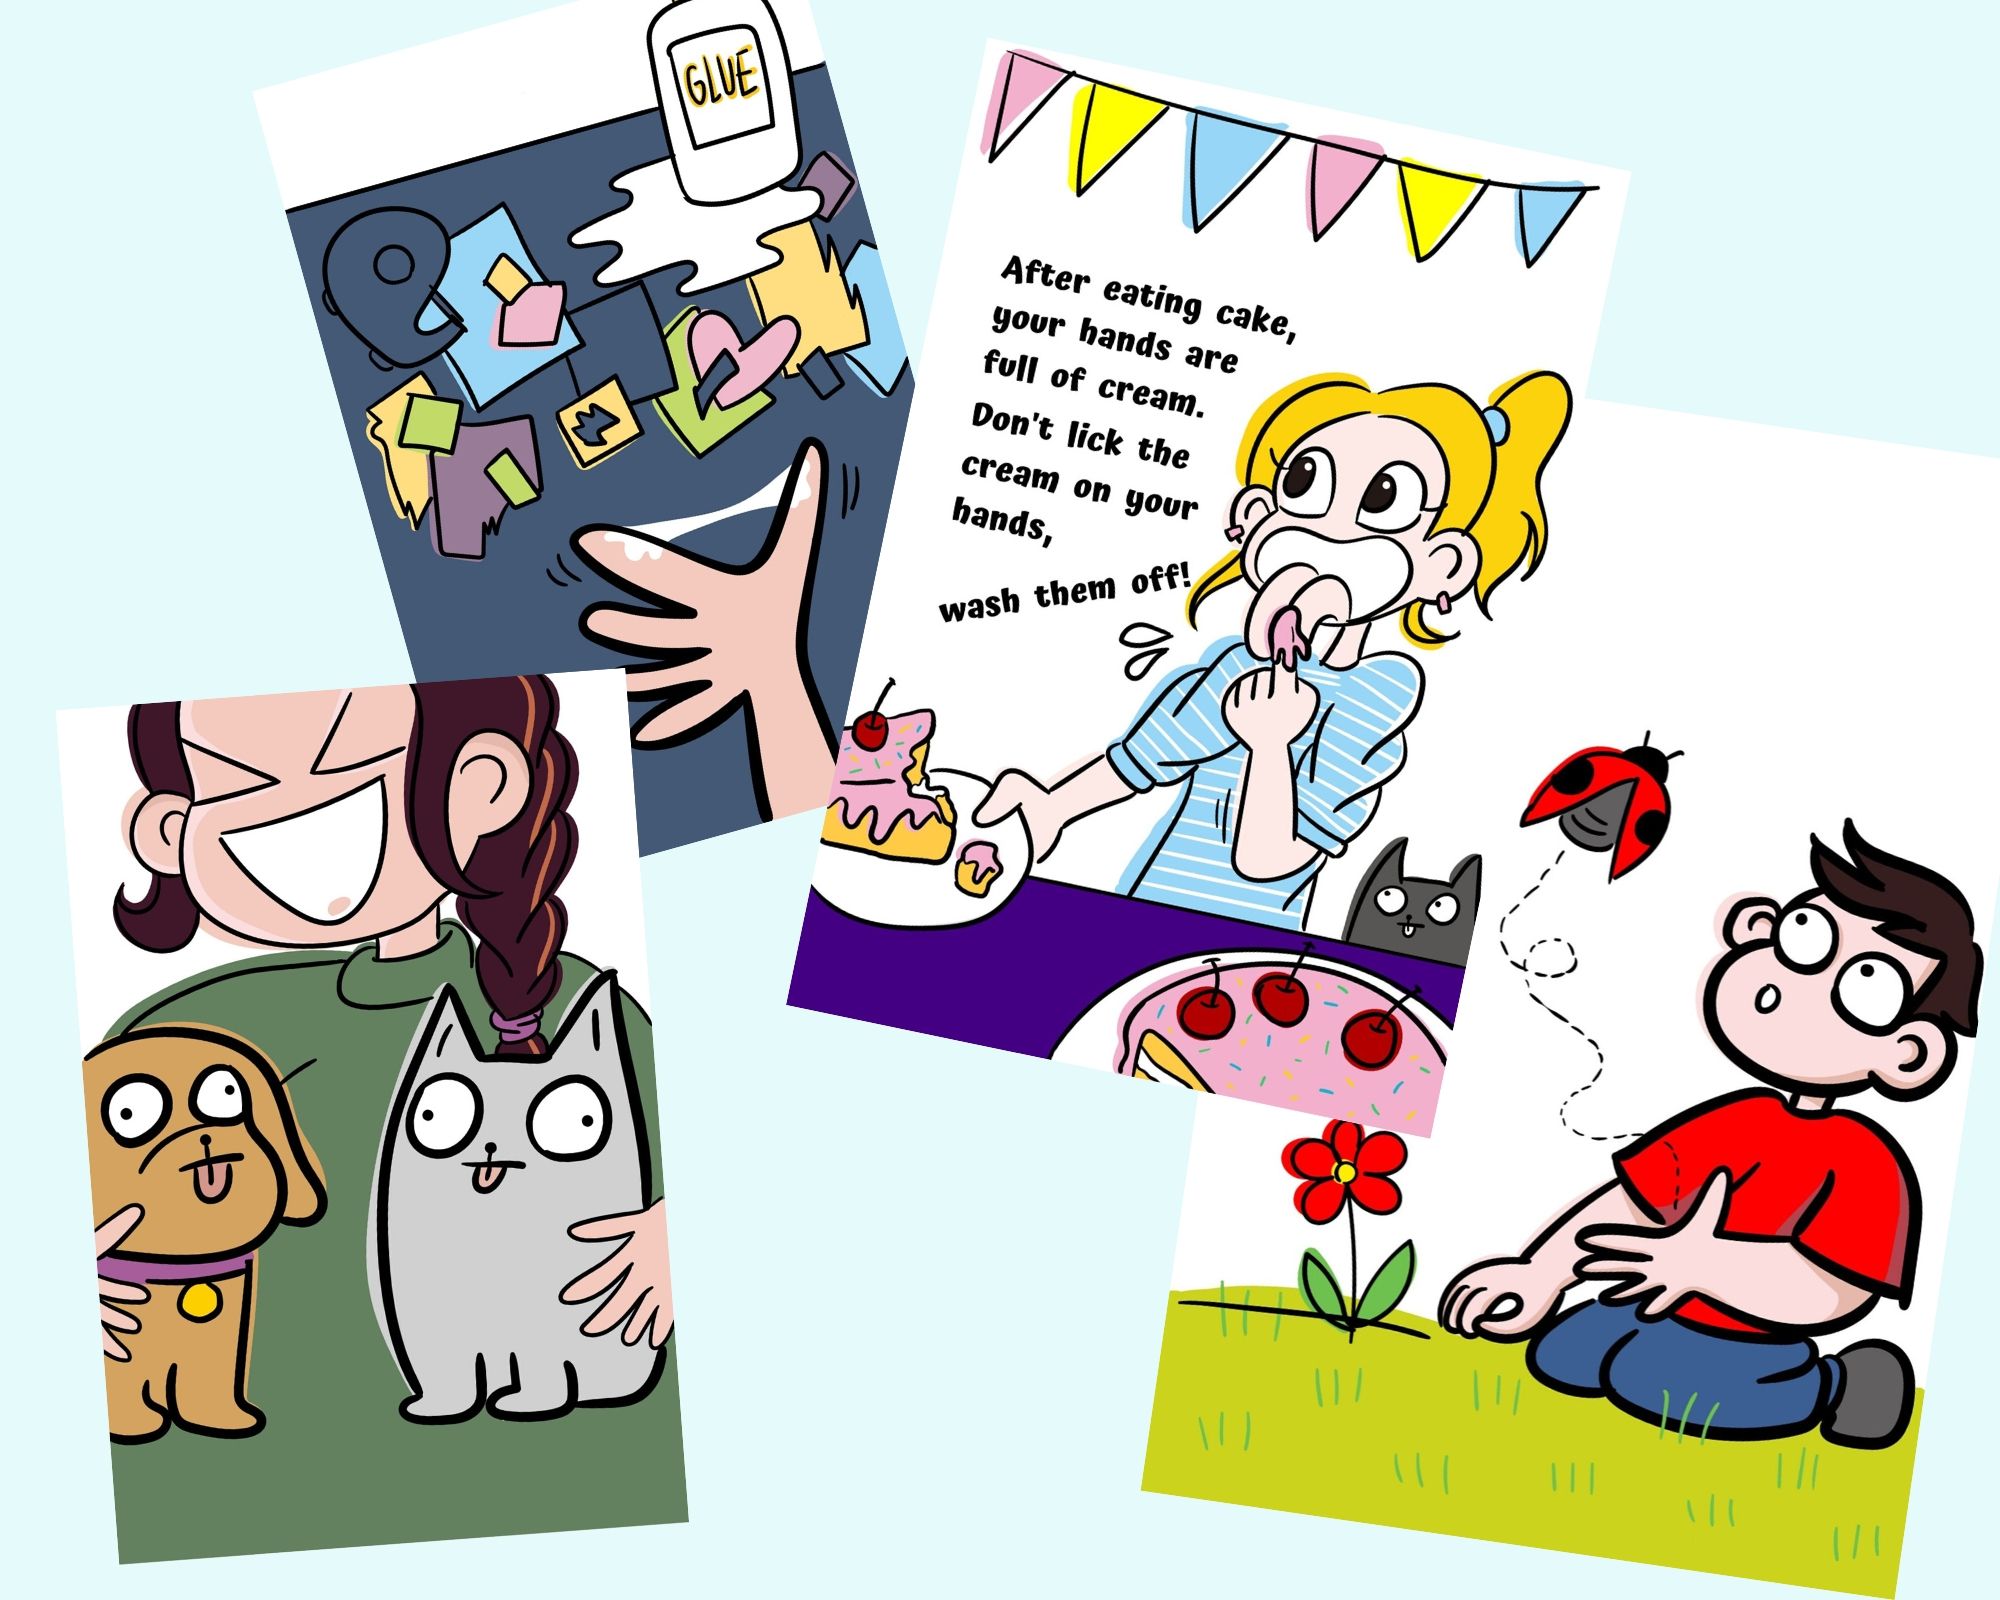 GLUE
After eating cake,
your hands are
full of cream.
Don't lick the
cream on your
hands,
wash them off!